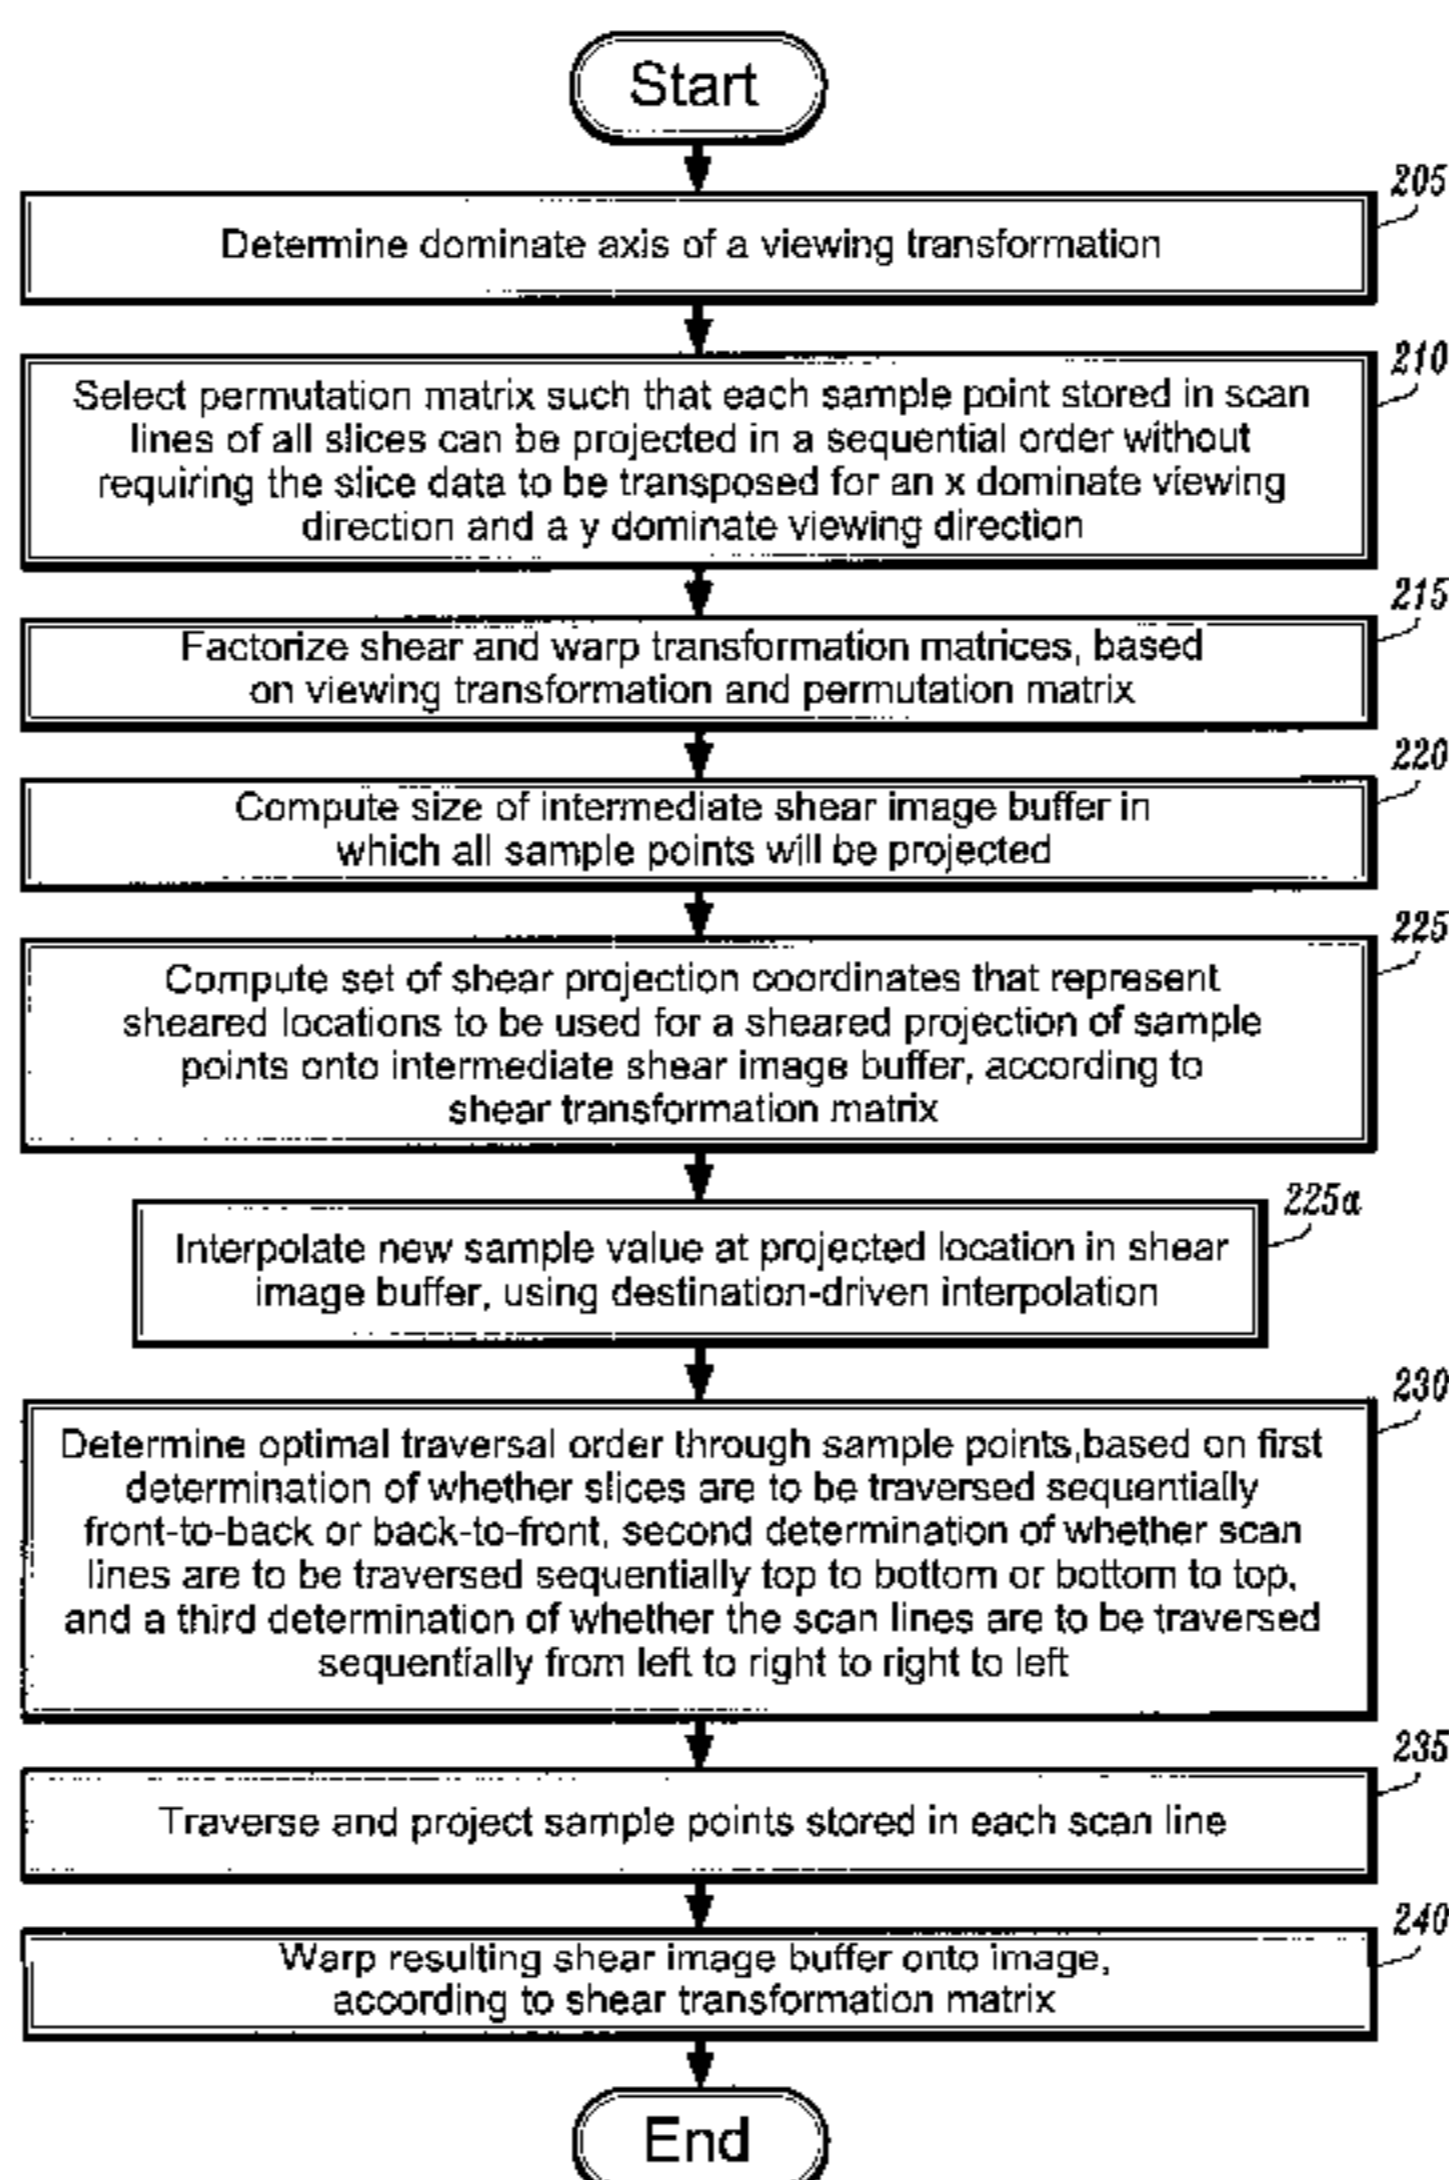 Start
205
Determine dominate axis of a viewing transformation
210
Select permutation matrix such that each sample point stored in scan
lines of all slices can be projected in a sequential order without
requiring the slice data to be transposed for an x dominate viewing
direction and a y dominate viewing direction
215
Factorize shear and warp transformation matrices, based
on viewing transformation and permutation matrix
220
Compute size of intermediate shear image buffer in
which all sample points will be projected
225
Compute set of shear projection coordinates that represent
sheared locations to be used for a sheared projection of sample
points onto intermediate shear image buffer, according to
shear transformation matrix
225a
Interpolate new sample value at projected location in shear
image buffer, using destination-driven interpolation
230
Determine optimal traversal order through sample points,based on first
determination of whether slices are to be traversed sequentially
front-to-back or back-to-front, second determination of whether scan
lines are to be traversed sequentially top to bottom or bottom to top,
and a third determination of whether the scan lines are to be traversed
sequentially from left to right to right to left
235
Traverse and project sample points stored in each scan line
240
Warp resulting shear image buffer onto image,
according to shear transformation matrix
End